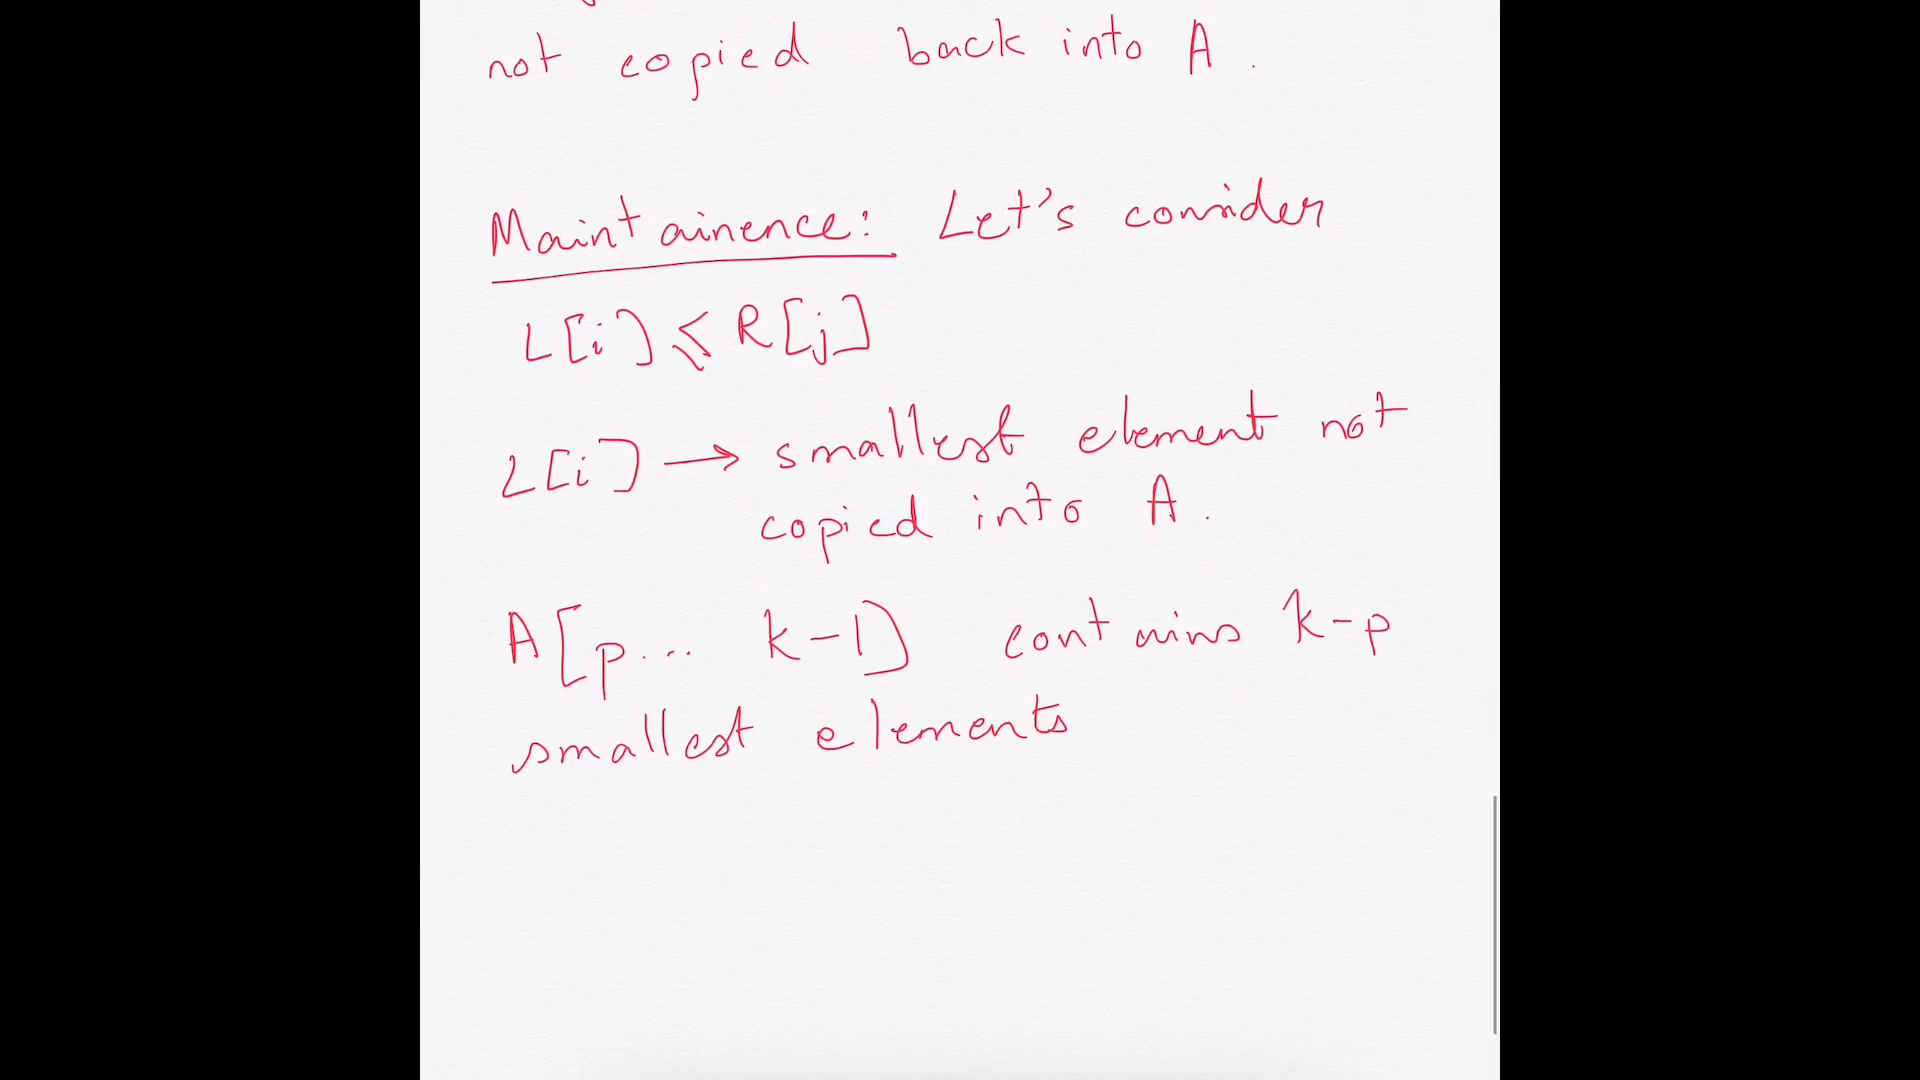 not copied back into A.
Maintainence: Let's consider
L[i] ≤ R[j]
L[i] → smallest element not
copied into A.
A[p... k-1] contains k-p
smallest elements